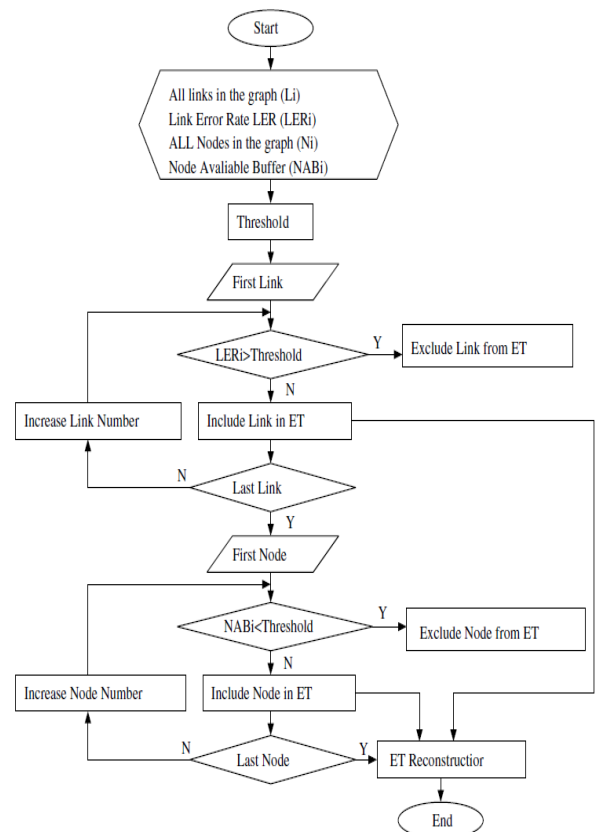 Start
All links in the graph (Li)
Link Error Rate LER (LERi)
ALL Nodes in the graph (Ni)
Node Avaliable Buffer (NABi)
Threshold
First Link
LERi>Threshold
Y
Exclude Link from ET
N
Increase Link Number
Include Link in ET
N
Last Link
Y
First Node
NABi<Threshold
Y
Exclude Node from ET
N
Increase Node Number
Include Node in ET
N
Last Node
Y
ET Reconstructior
End